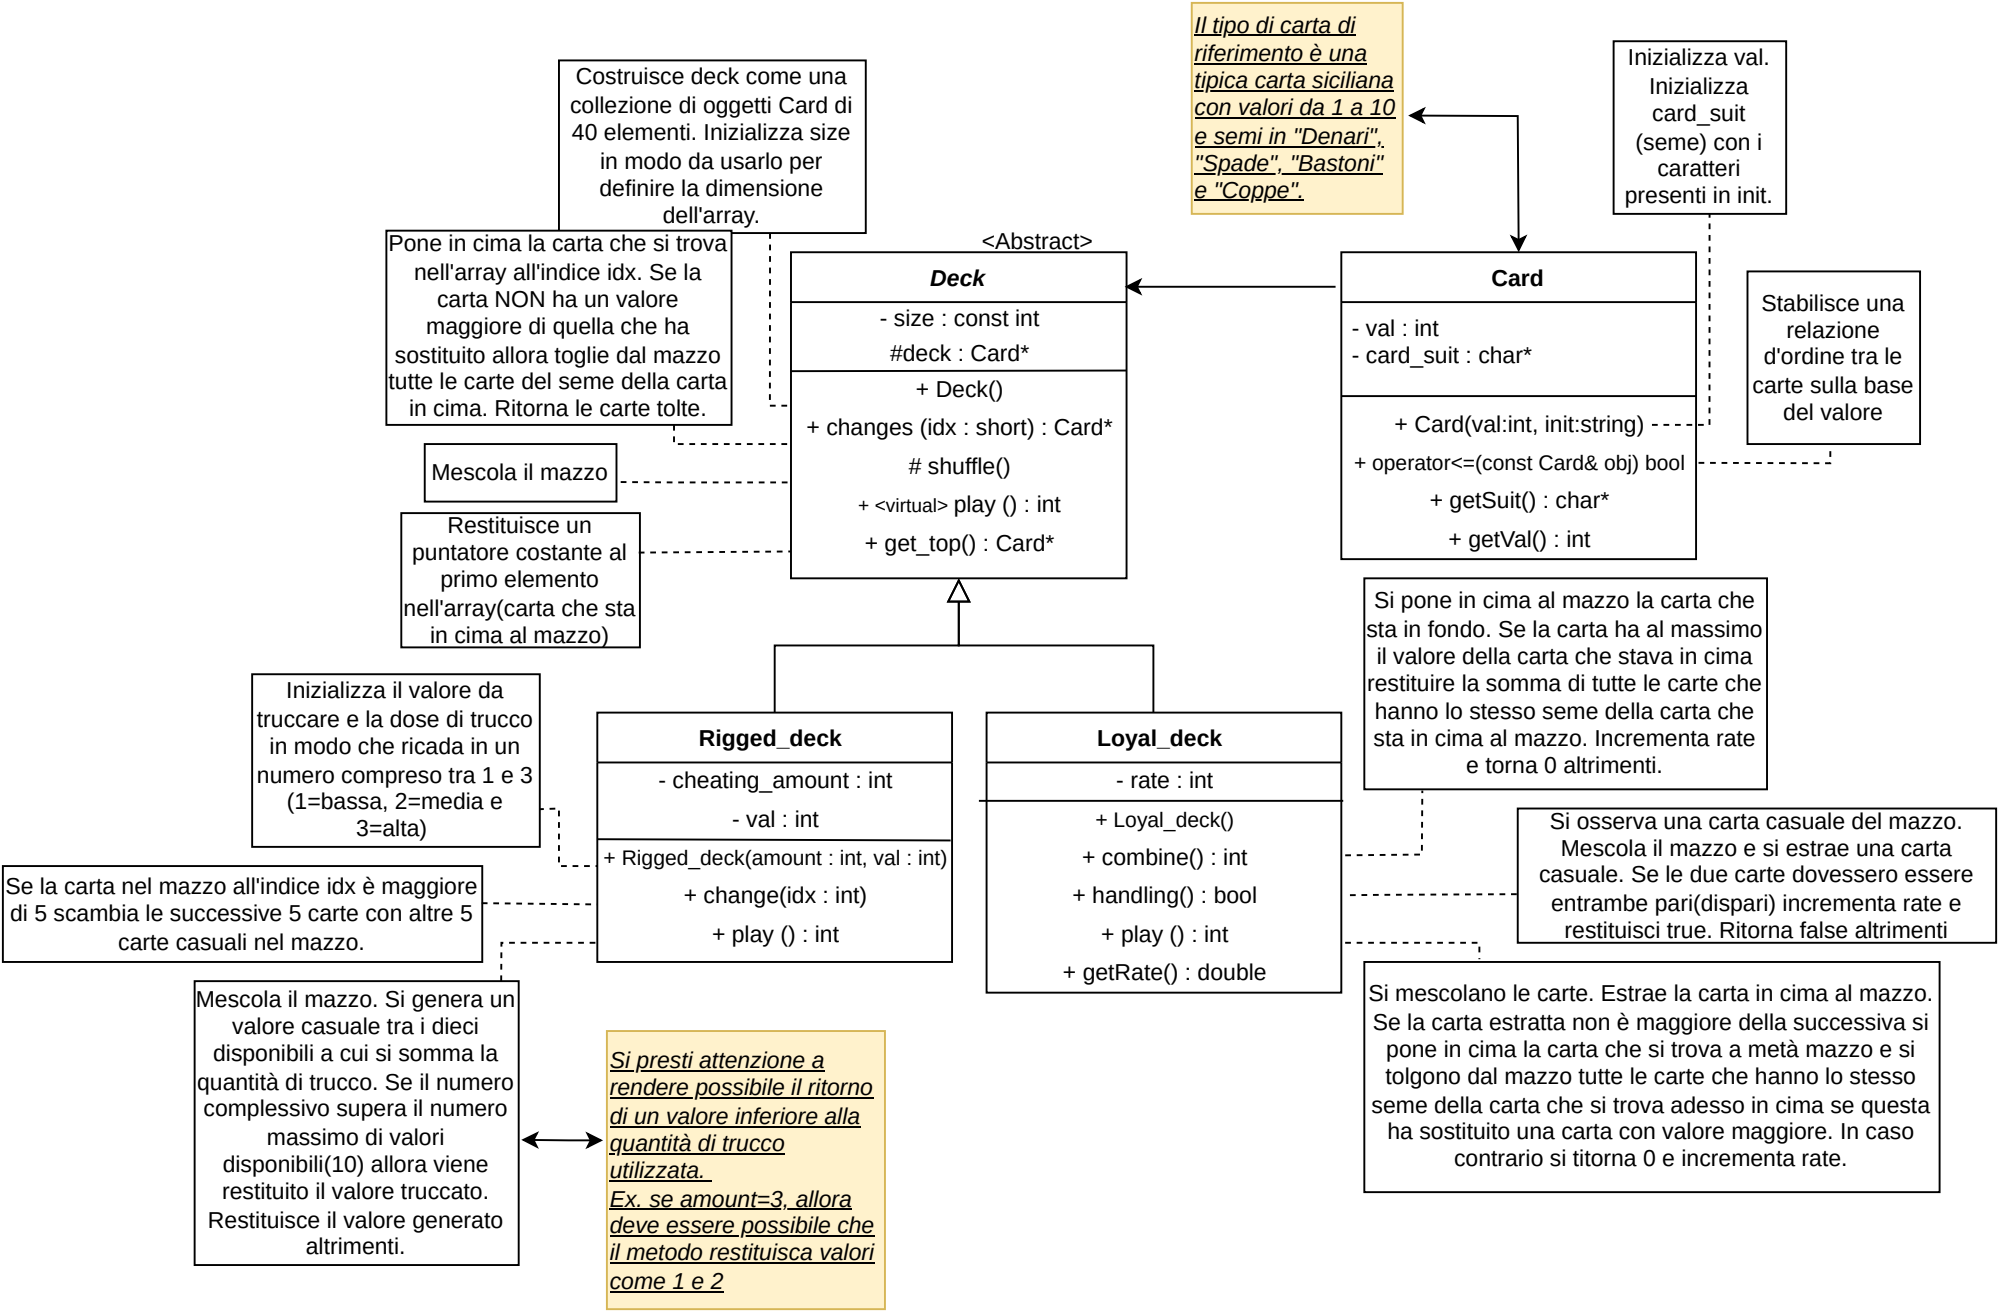 Il tipo di carta di
riferimento è una
tipica carta siciliana
con valori da 1 a 10
e semi in "Denari",
"Spade", "Bastoni"
e "Coppe".
Inizializza val.
Inizializza
card_suit
(seme) con i
caratteri
presenti in init.
Costruisce deck come una
collezione di oggetti Card di
40 elementi. Inizializza size
in modo da usarlo per
definire la dimensione
dell'array.
Pone in cima la carta che si trova
nell'array all'indice idx. Se la
carta NON ha un valore
maggiore di quella che ha
sostituito allora toglie dal mazzo
tutte le carte del seme della carta
in cima. Ritorna le carte tolte.
Mescola il mazzo
Restituisce un
puntatore costante al
primo elemento
nell'array(carta che sta
in cima al mazzo)
<Abstract>
Deck
- size : const int
#deck : Card*
+ Deck()
+ changes (idx : short) : Card*
# shuffle()
+ <virtual> play () : int
+ get_top() : Card*
Card
- val : int
- card_suit : char*
+ Card(val:int, init:string)
+ operator<=(const Card& obj) bool
+ getSuit() : char*
+ getVal() : int
Stabilisce una
relazione
d'ordine tra le
carte sulla base
del valore
Si pone in cima al mazzo la carta che
sta in fondo. Se la carta ha al massimo
il valore della carta che stava in cima
restituire la somma di tutte le carte che
hanno lo stesso seme della carta che
sta in cima al mazzo. Incrementa rate
e torna 0 altrimenti.
Inizializza il valore da
truccare e la dose di trucco
in modo che ricada in un
numero compreso tra 1 e 3
(1=bassa, 2=media e
3=alta)
Rigged_deck
- cheating_amount : int
- val : int
+ Rigged_deck(amount : int, val : int)
+ change(idx : int)
+ play () : int
Loyal_deck
- rate : int
+ Loyal_deck()
+ combine() : int
+ handling() : bool
+ play () : int
+ getRate() : double
Si osserva una carta casuale del mazzo.
Mescola il mazzo e si estrae una carta
casuale. Se le due carte dovessero essere
entrambe pari(dispari) incrementa rate e
restituisci true. Ritorna false altrimenti
Se la carta nel mazzo all'indice idx è maggiore
di 5 scambia le successive 5 carte con altre 5
carte casuali nel mazzo.
Mescola il mazzo. Si genera un
valore casuale tra i dieci
disponibili a cui si somma la
quantità di trucco. Se il numero
complessivo supera il numero
massimo di valori
disponibili(10) allora viene
restituito il valore truccato.
Restituisce il valore generato
altrimenti.
Si presti attenzione a
rendere possibile il ritorno
di un valore inferiore alla
quantità di trucco
utilizzata.
Ex. se amount=3, allora
deve essere possibile che
il metodo restituisca valori
come 1 e 2
Si mescolano le carte. Estrae la carta in cima al mazzo.
Se la carta estratta non è maggiore della successiva si
pone in cima la carta che si trova a metà mazzo e si
tolgono dal mazzo tutte le carte che hanno lo stesso
seme della carta che si trova adesso in cima se questa
ha sostituito una carta con valore maggiore. In caso
contrario si titorna 0 e incrementa rate.